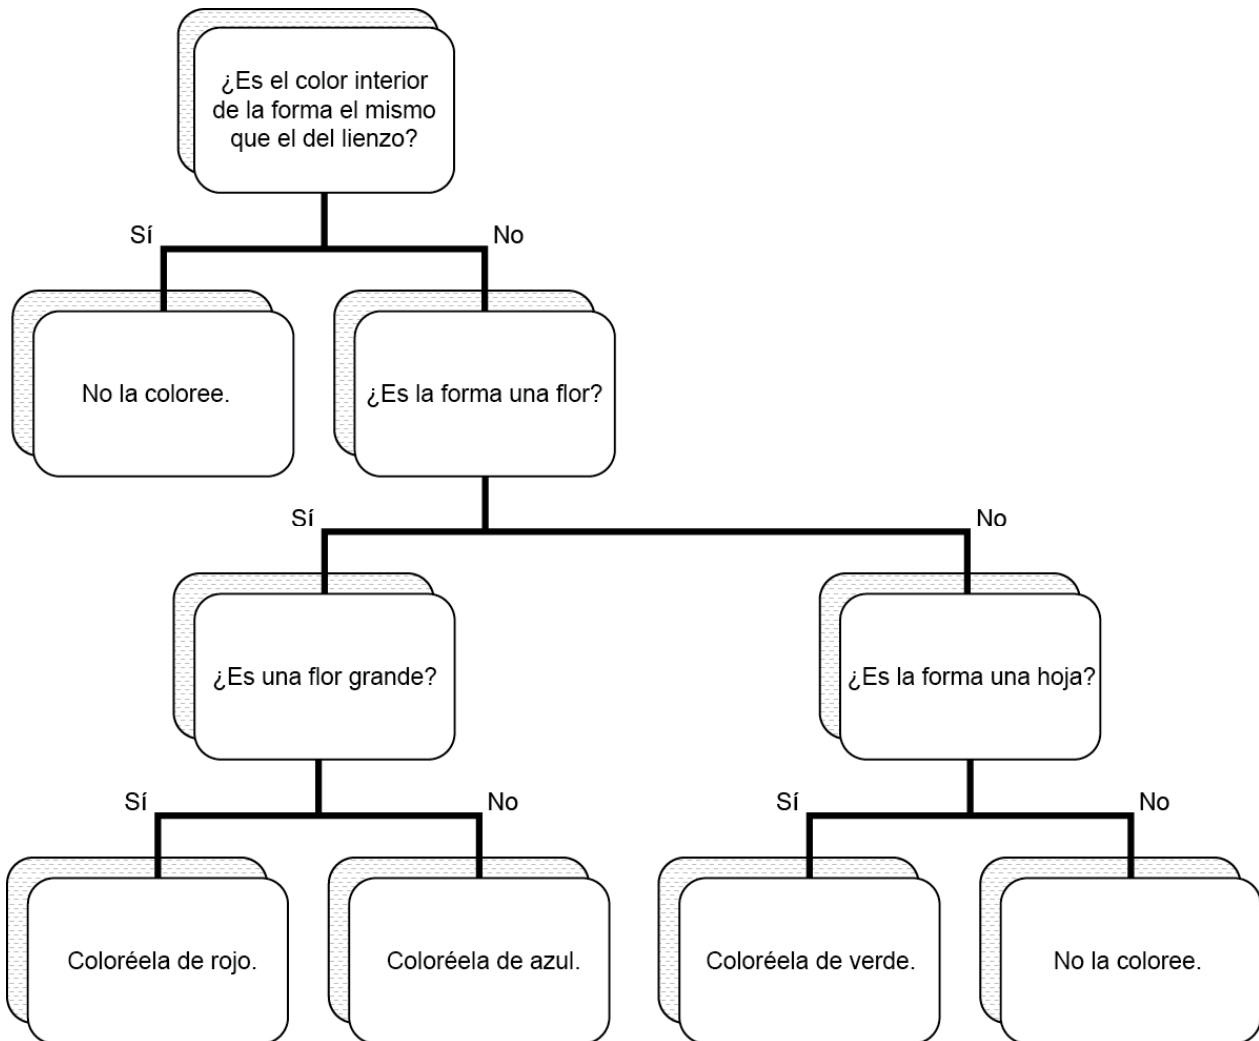 ¿Es el color interior
de la forma el mismo
que el del lienzo?
Sí
No
No la coloree.
¿Es la forma una flor?
Sí
No
¿Es una flor grande?
¿Es la forma una hoja?
Sí
No
Sí
No
Coloréela de rojo.
Coloréela de azul.
Coloréela de verde.
No la coloree.